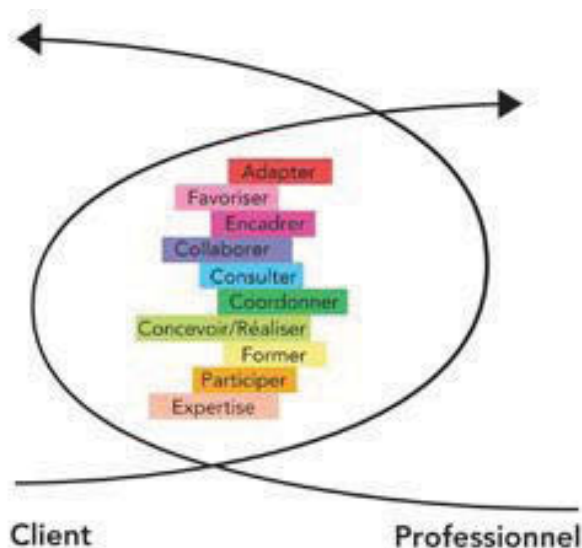 Adapter
Favoriser
Encadrer
Collaborer
Consulter
Coordonner
Concevoir/Réaliser
Former
Participer
Expertise
Client Professionnel